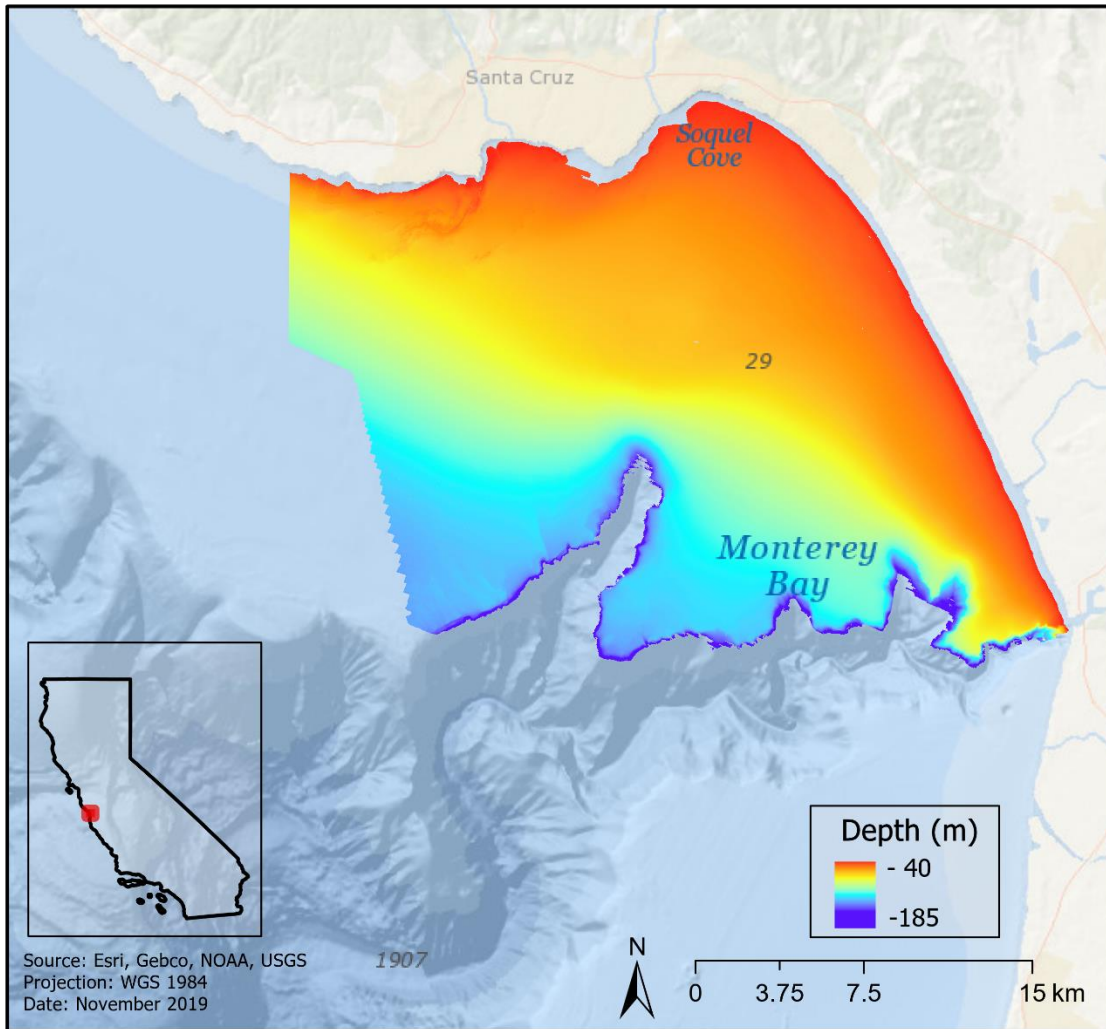 Santa Cruz
Soquel
Cove
29
Monterey
Bay
Depth (m)
- 40
-185
1907
Source: Esri, Gebco, NOAA, USGS
Projection: WGS 1984
Date: November 2019
N
0 3.75 7.5 15 km